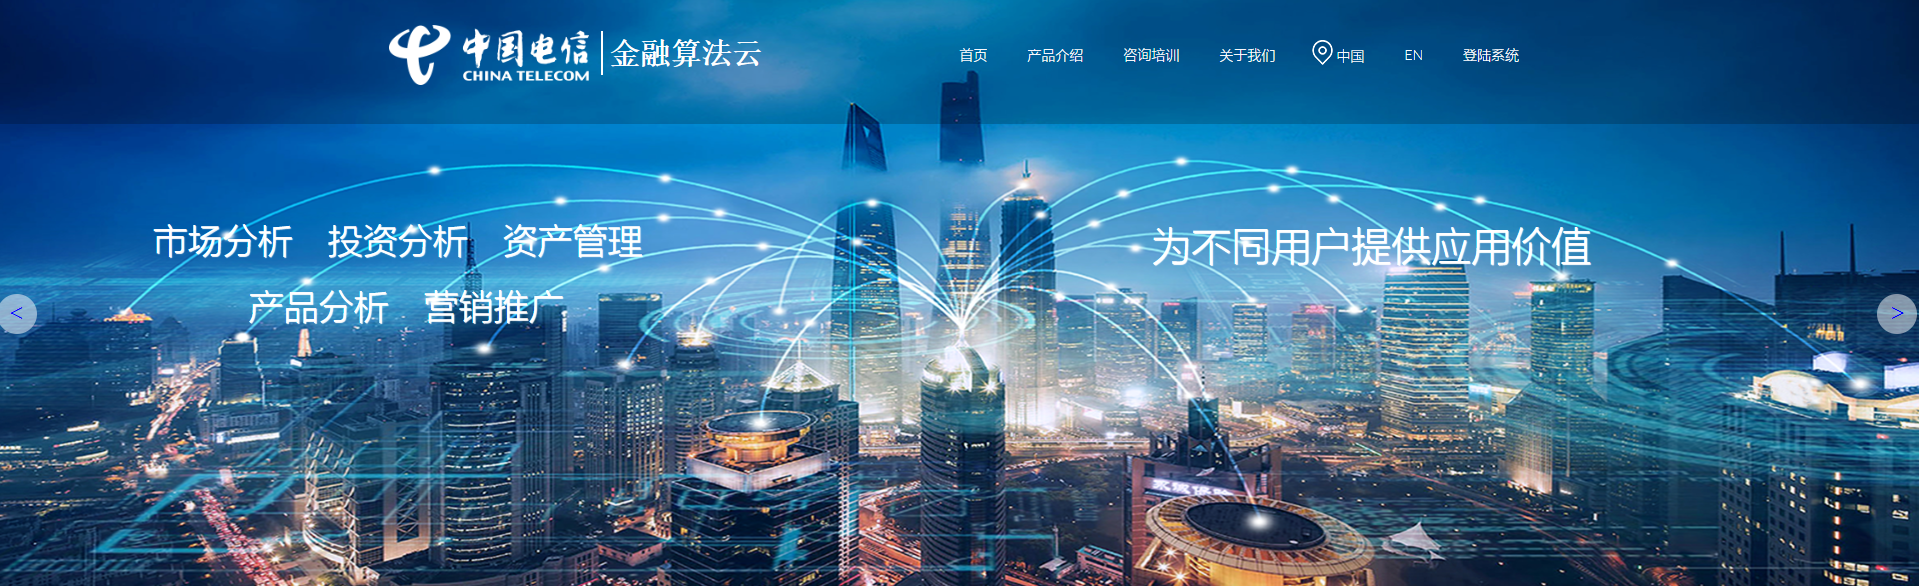 中国电信
CHINA TELECOM
金融算法云
首页 产品介绍 咨询培训 关于我们 中国 EN 登陆系统
市场分析 投资分析 资产管理
产品分析 营销推广
为不同用户提供应用价值
<
>